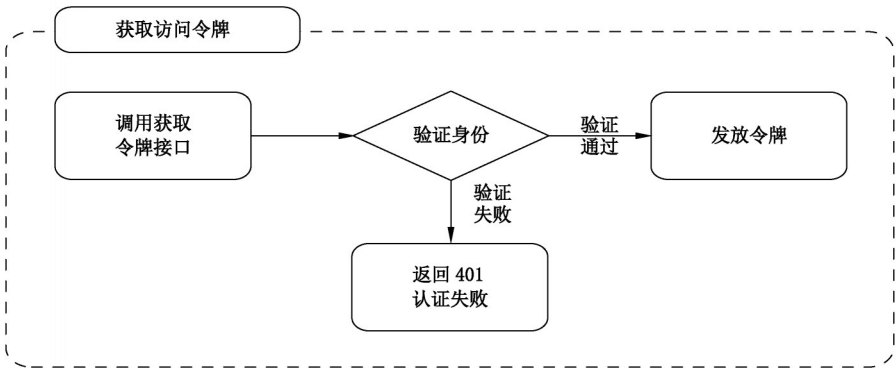 获取访问令牌
调用获取
令牌接口
验证身份
验证
通过
发放令牌
验证
失败
返回 401
认证失败